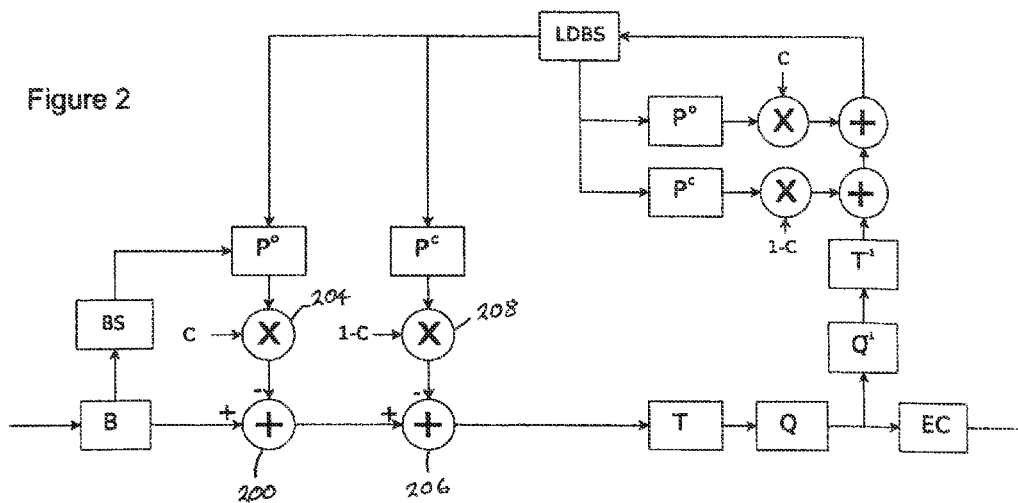 LDBS
Figure 2
C
P° X +
P^c X +
1-C
P° P^c
T^-1
BS
C X 204
1-C X 208
Q^-1
- -
B + + + + T Q EC
200 206